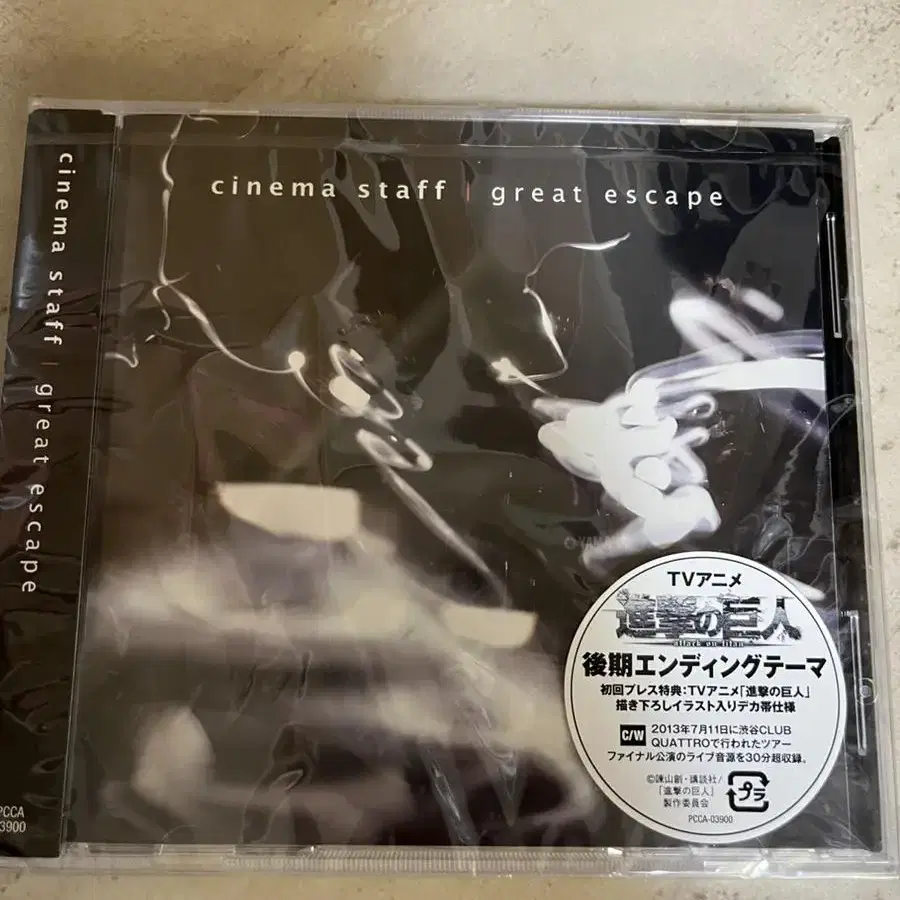 cinema staff | great escape
cinema staff | great escape
PCCA
03900
TVアニメ
進撃の巨人
attack on titan
後期エンディングテーマ
初回プレス特典:TVアニメ「進撃の巨人」
描き下ろしイラスト入りデカ帯仕様
C/W 2013年7月11日に渋谷CLUB
QUATTROで行われたツアー
ファイナル公演のライブ音源を30分超収録。
©諫山創・講談社/
「進撃の巨人」
製作委員会
プラ
PCCA-03900